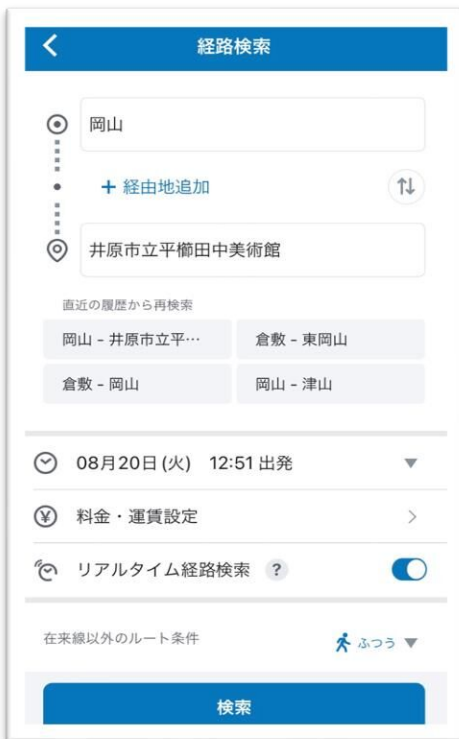 経路検索
岡山
+ 経由地追加
井原市立平櫛田中美術館
直近の履歴から再検索
岡山 - 井原市立平… 倉敷 - 東岡山
倉敷 - 岡山 岡山 - 津山
08月20日(火) 12:51 出発 ▼
料金・運賃設定
リアルタイム経路検索 ?
在来線以外のルート条件 ふつう ▼
検索